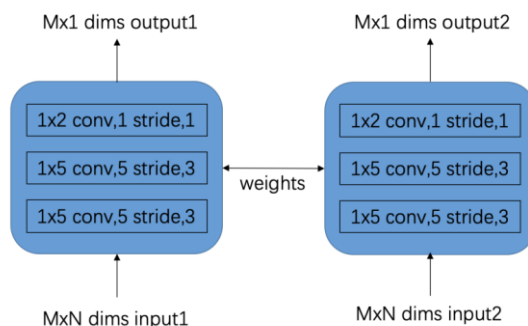 Mx1 dims output1
Mx1 dims output2
1x2 conv,1 stride,1
1x5 conv,5 stride,3
1x5 conv,5 stride,3
weights
1x2 conv,1 stride,1
1x5 conv,5 stride,3
1x5 conv,5 stride,3
MxN dims input1
MxN dims input2